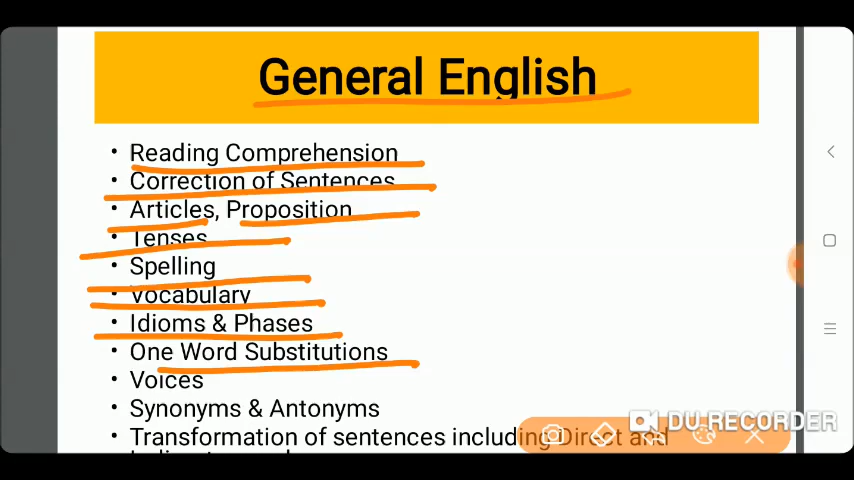 General English
• Reading Comprehension
• Correction of Sentences
• Articles, Proposition
• Tenses
• Spelling
• Vocabulary
• Idioms & Phases
• One Word Substitutions
• Voices
• Synonyms & Antonyms
• Transformation of sentences including Direct and
DU RECORDER